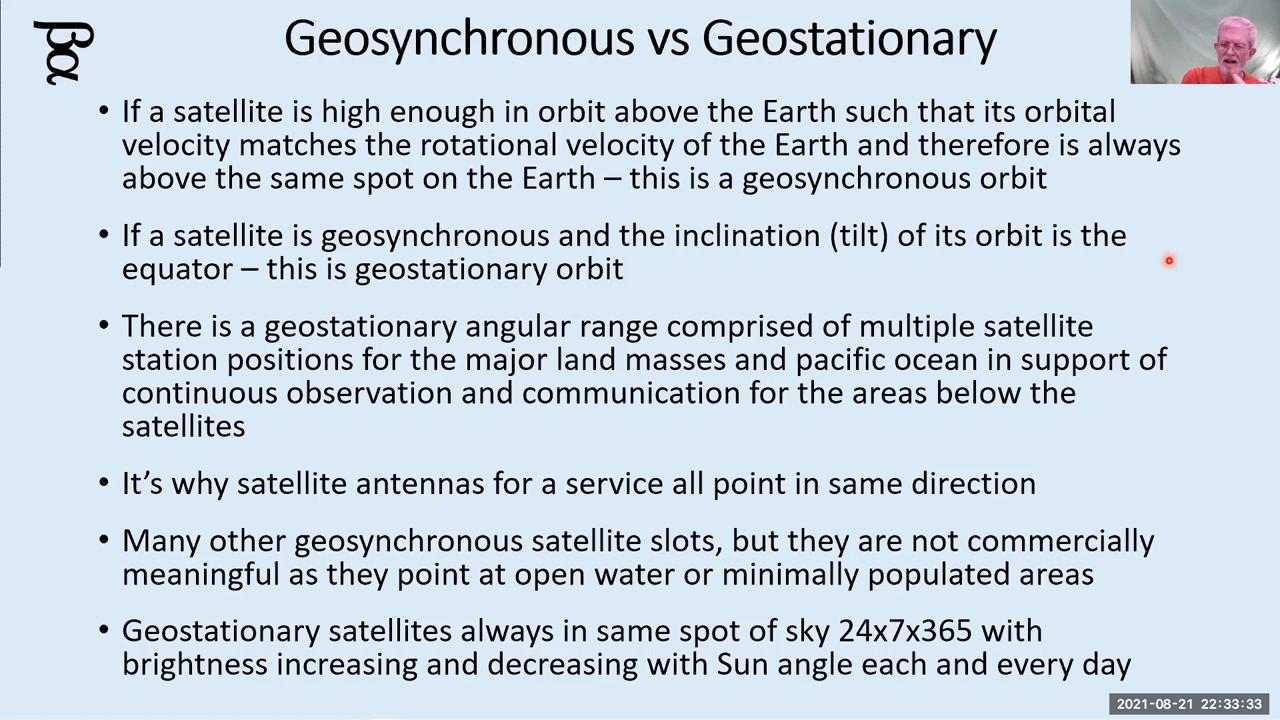 βα
Geosynchronous vs Geostationary
• If a satellite is high enough in orbit above the Earth such that its orbital
velocity matches the rotational velocity of the Earth and therefore is always
above the same spot on the Earth – this is a geosynchronous orbit
• If a satellite is geosynchronous and the inclination (tilt) of its orbit is the
equator – this is geostationary orbit
• There is a geostationary angular range comprised of multiple satellite
station positions for the major land masses and pacific ocean in support of
continuous observation and communication for the areas below the
satellites
• It’s why satellite antennas for a service all point in same direction
• Many other geosynchronous satellite slots, but they are not commercially
meaningful as they point at open water or minimally populated areas
• Geostationary satellites always in same spot of sky 24x7x365 with
brightness increasing and decreasing with Sun angle each and every day
2021-08-21 22:33:33